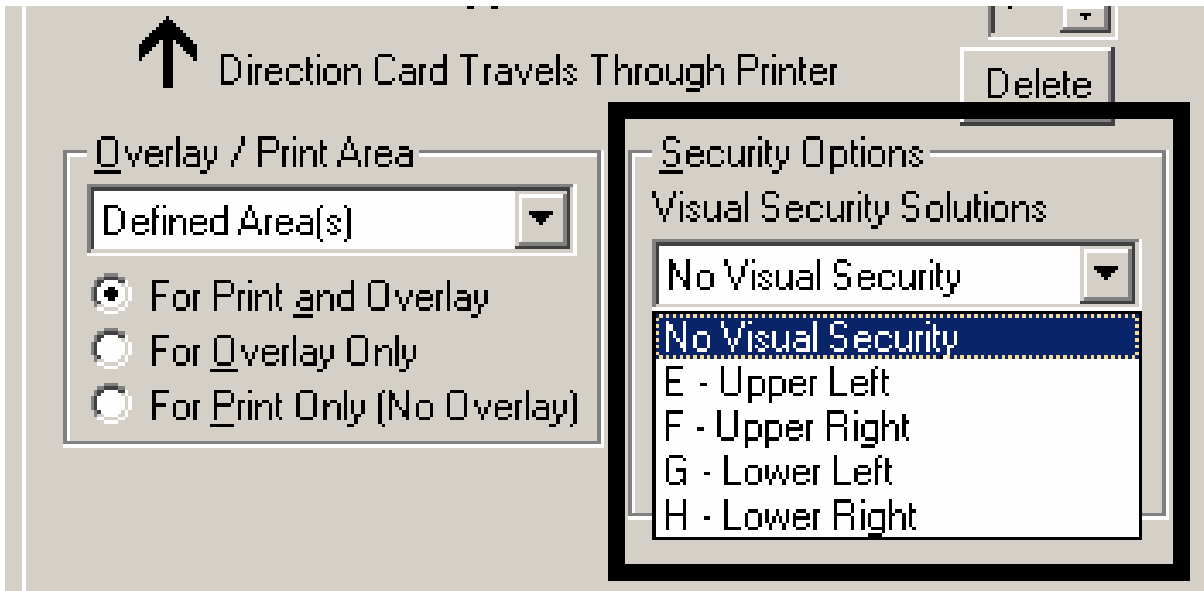 Direction Card Travels Through Printer
Delete
Overlay / Print Area
Defined Area(s)
For Print and Overlay
For Overlay Only
For Print Only (No Overlay)
Security Options
Visual Security Solutions
No Visual Security
No Visual Security
E - Upper Left
F - Upper Right
G - Lower Left
H - Lower Right